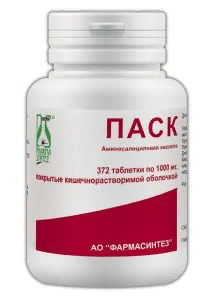 ПАСК
Аминосалициловая кислота
372 таблетки по 1000 мг,
покрытые кишечнорастворимой оболочкой
АО "ФАРМАСИНТЕЗ"